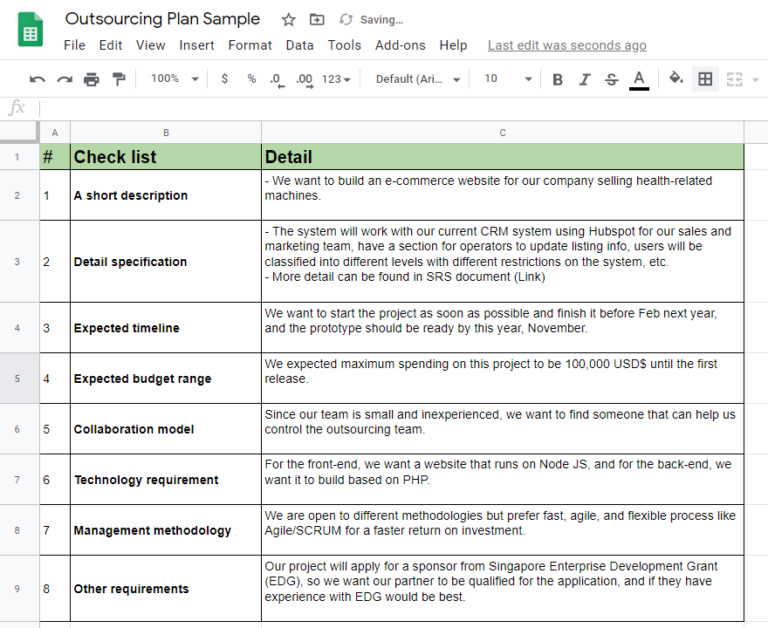 Outsourcing Plan Sample Saving...
File Edit View Insert Format Data Tools Add-ons Help Last edit was seconds ago
100% $ % .0 .00 123 Default (Ari... 10 B I S A
fx
A B C
1 # Check list Detail
2 1 A short description - We want to build an e-commerce website for our company selling health-related
machines.
3 2 Detail specification - The system will work with our current CRM system using Hubspot for our sales and
marketing team, have a section for operators to update listing info, users will be
classified into different levels with different restrictions on the system, etc.
- More detail can be found in SRS document (Link)
4 3 Expected timeline We want to start the project as soon as possible and finish it before Feb next year,
and the prototype should be ready by this year, November.
5 4 Expected budget range We expected maximum spending on this project to be 100,000 USD$ until the first
release.
6 5 Collaboration model Since our team is small and inexperienced, we want to find someone that can help us
control the outsourcing team.
7 6 Technology requirement For the front-end, we want a website that runs on Node JS, and for the back-end, we
want it to build based on PHP.
8 7 Management methodology We are open to different methodologies but prefer fast, agile, and flexible process like
Agile/SCRUM for a faster return on investment.
9 8 Other requirements Our project will apply for a sponsor from Singapore Enterprise Development Grant
(EDG), so we want our partner to be qualified for the application, and if they have
experience with EDG would be best.